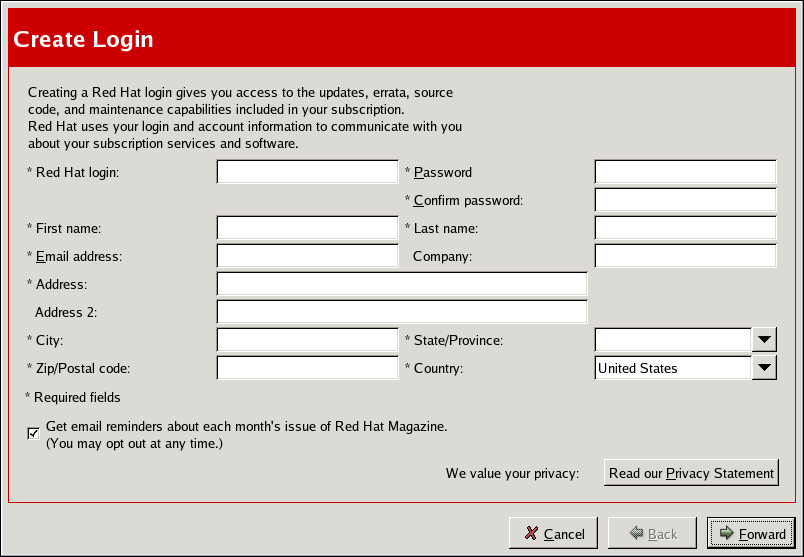 Create Login
Creating a Red Hat login gives you access to the updates, errata, source
code, and maintenance capabilities included in your subscription.
Red Hat uses your login and account information to communicate with you
about your subscription services and software.
* Red Hat login: * Password
* Confirm password:
* First name: * Last name:
* Email address: Company:
* Address:
Address 2:
* City: * State/Province:
* Zip/Postal code: * Country: United States
* Required fields
Get email reminders about each month's issue of Red Hat Magazine.
(You may opt out at any time.)
We value your privacy: Read our Privacy Statement
Cancel Back Forward